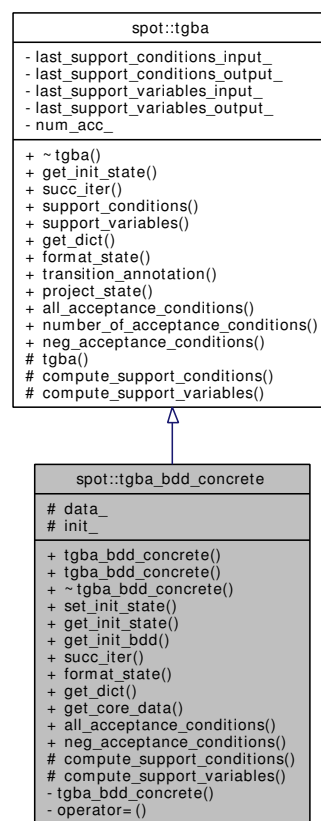 spot::tgba
- last_support_conditions_input_
- last_support_conditions_output_
- last_support_variables_input_
- last_support_variables_output_
- num_acc_
+ ~tgba()
+ get_init_state()
+ succ_iter()
+ support_conditions()
+ support_variables()
+ get_dict()
+ format_state()
+ transition_annotation()
+ project_state()
+ all_acceptance_conditions()
+ number_of_acceptance_conditions()
+ neg_acceptance_conditions()
# tgba()
# compute_support_conditions()
# compute_support_variables()
spot::tgba_bdd_concrete
# data_
# init_
+ tgba_bdd_concrete()
+ tgba_bdd_concrete()
+ ~tgba_bdd_concrete()
+ set_init_state()
+ get_init_state()
+ get_init_bdd()
+ succ_iter()
+ format_state()
+ get_dict()
+ get_core_data()
+ all_acceptance_conditions()
+ neg_acceptance_conditions()
# compute_support_conditions()
# compute_support_variables()
- tgba_bdd_concrete()
- operator=()